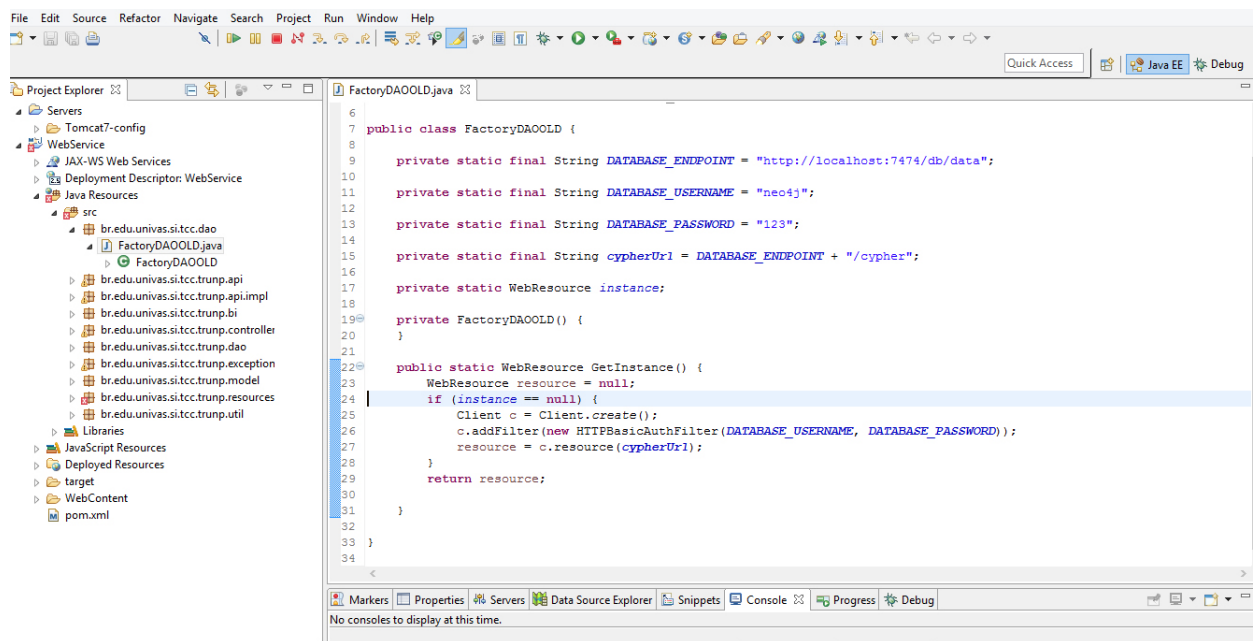 File Edit Source Refactor Navigate Search Project Run Window Help
Quick Access
Java EE
Debug
Project Explorer
Servers
Tomcat7-config
WebService
JAX-WS Web Services
Deployment Descriptor: WebService
Java Resources
src
br.edu.univas.si.tcc.dao
FactoryDAOOLD.java
FactoryDAOOLD
br.edu.univas.si.tcc.trunp.api
br.edu.univas.si.tcc.trunp.api.impl
br.edu.univas.si.tcc.trunp.bi
br.edu.univas.si.tcc.trunp.controller
br.edu.univas.si.tcc.trunp.dao
br.edu.univas.si.tcc.trunp.exception
br.edu.univas.si.tcc.trunp.model
br.edu.univas.si.tcc.trunp.resources
br.edu.univas.si.tcc.trunp.util
Libraries
JavaScript Resources
Deployed Resources
target
WebContent
pom.xml
FactoryDAOOLD.java
6
7 public class FactoryDAOOLD {
8
9 private static final String DATABASE_ENDPOINT = "http://localhost:7474/db/data";
10
11 private static final String DATABASE_USERNAME = "neo4j";
12
13 private static final String DATABASE_PASSWORD = "123";
14
15 private static final String cypherUrl = DATABASE_ENDPOINT + "/cypher";
16
17 private static WebResource instance;
18
19 private FactoryDAOOLD() {
20 }
21
22 public static WebResource GetInstance() {
23 WebResource resource = null;
24 if (instance == null) {
25 Client c = Client.create();
26 c.addFilter(new HTTPBasicAuthFilter(DATABASE_USERNAME, DATABASE_PASSWORD));
27 resource = c.resource(cypherUrl);
28 }
29 return resource;
30
31 }
32
33 }
34
Markers Properties Servers Data Source Explorer Snippets Console Progress Debug
No consoles to display at this time.